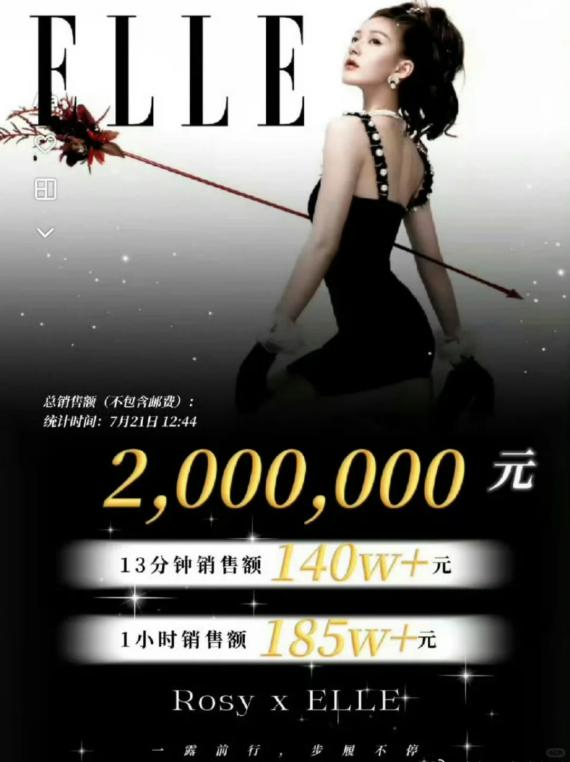 ELLE
总销售额（不包含邮费）：
统计时间：7月21日 12:44
2,000,000 元
13分钟销售额 140w+元
1小时销售额 185w+元
Rosy x ELLE
一露前行，步履不停